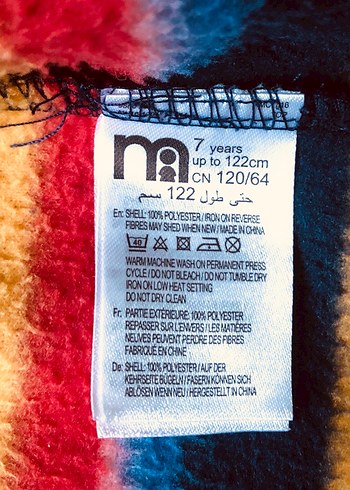 7 years
up to 122cm
CN 120/64
حتى طول 122 سم
En: SHELL: 100% POLYESTER / IRON ON REVERSE
FIBRES MAY SHED WHEN NEW / MADE IN CHINA
40
WARM MACHINE WASH ON PERMANENT PRESS
CYCLE / DO NOT BLEACH / DO NOT TUMBLE DRY
IRON ON LOW HEAT SETTING
DO NOT DRY CLEAN
Fr: PARTIE EXTÉRIEURE: 100% POLYESTER
REPASSER SUR L'ENVERS / LES MATIÈRES
NEUVES PEUVENT PERDRE DES FIBRES
FABRIQUÉ EN CHINE
De: SHELL: 100% POLYESTER / AUF DER
KEHRSEITE BÜGELN / FASERN KÖNNEN SICH
ABLÖSEN WENN NEU / HERGESTELLT IN CHINA